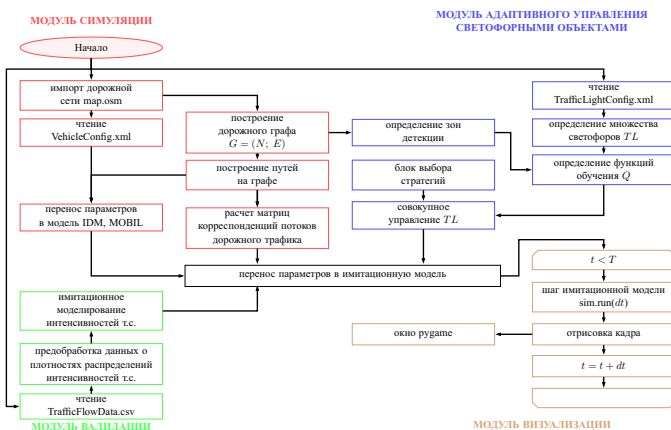 МОДУЛЬ СИМУЛЯЦИИ
МОДУЛЬ АДАПТИВНОГО УПРАВЛЕНИЯ
СВЕТОФОРНЫМИ ОБЪЕКТАМИ
Начало
импорт дорожной
сети map.osm
чтение
VehicleConfig.xml
построение
дорожного графа
G = (N; E)
построение путей
на графе
перенос параметров
в модель IDM, MOBIL
расчет матриц
корреспонденций потоков
дорожного трафика
определение зон
детекции
блок выбора
стратегий
совокупное
управление TL
чтение
TrafficLightConfig.xml
определение множества
светофоров TL
определение функций
обучения Q
перенос параметров в имитационную модель
t < T
шаг имитационной модели
sim.run(dt)
окно pygame
отрисовка кадра
t = t + dt
имитационное
моделирование
интенсивностей т.с.
предобработка данных о
плотностях распределений
интенсивностей т.с.
чтение
TrafficFlowData.csv
МОДУЛЬ ВАЛИДАЦИИ
МОДУЛЬ ВИЗУАЛИЗАЦИИ